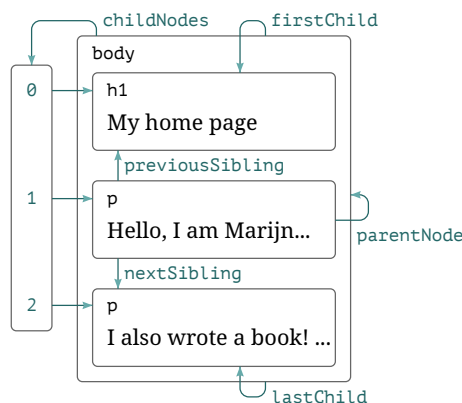 childNodes
firstChild
body
0
h1
My home page
previousSibling
1
p
Hello, I am Marijn...
parentNode
nextSibling
2
p
I also wrote a book! ...
lastChild